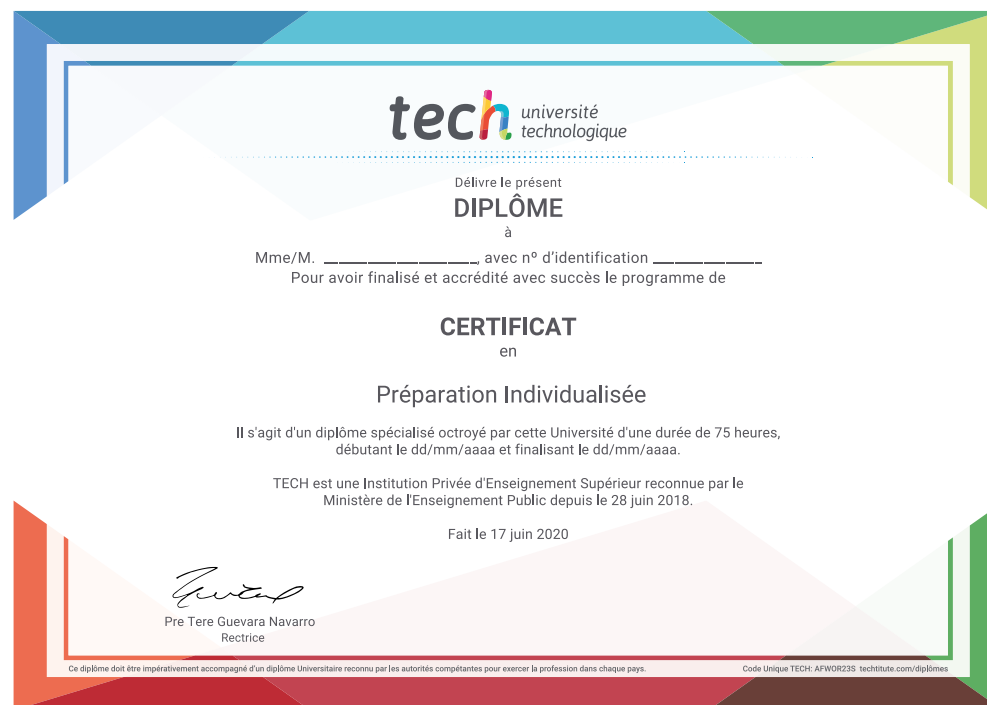 tech université
technologique
Délivre le présent
DIPLÔME
à
Mme/M. ____________________, avec nº d'identification ______________
Pour avoir finalisé et accrédité avec succès le programme de
CERTIFICAT
en
Préparation Individualisée
Il s'agit d'un diplôme spécialisé octroyé par cette Université d'une durée de 75 heures,
débutant le dd/mm/aaaa et finalisant le dd/mm/aaaa.
TECH est une Institution Privée d'Enseignement Supérieur reconnue par le
Ministère de l'Enseignement Public depuis le 28 juin 2018.
Fait le 17 juin 2020
Pre Tere Guevara Navarro
Rectrice
Ce diplôme doit être impérativement accompagné d'un diplôme Universitaire reconnu par les autorités compétantes pour exercer la profession dans chaque pays.
Code Unique TECH: AFWOR23S techtitute.com/diplômes